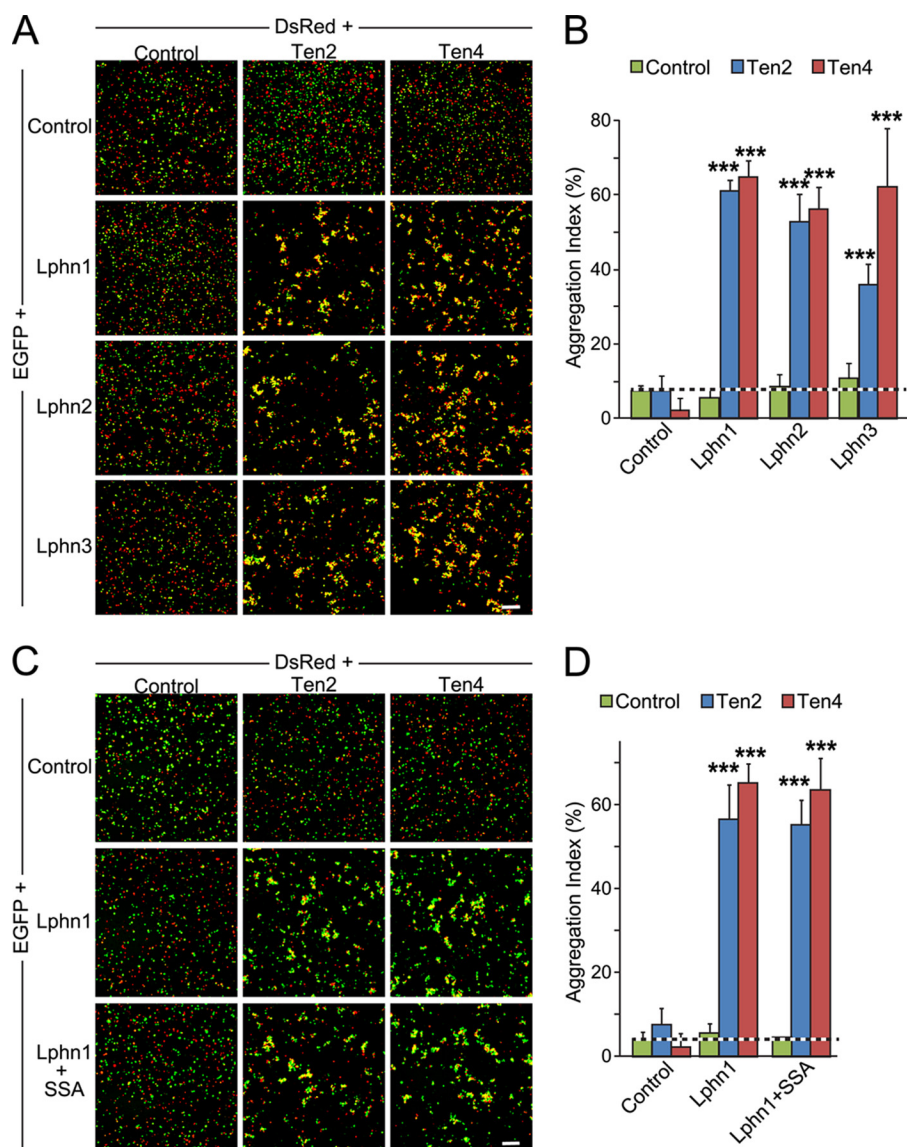 A
DsRed +
Control Ten2 Ten4
EGFP +
Control
Lphn1
Lphn2
Lphn3
B
Control Ten2 Ten4
Aggregation Index (%)
80
60
40
20
0
*** *** *** *** *** ***
Control Lphn1 Lphn2 Lphn3
C
DsRed +
Control Ten2 Ten4
EGFP +
Control
Lphn1
Lphn1
+
SSA
D
Control Ten2 Ten4
Aggregation Index (%)
60
40
20
0
*** *** *** ***
Control Lphn1 Lphn1+SSA